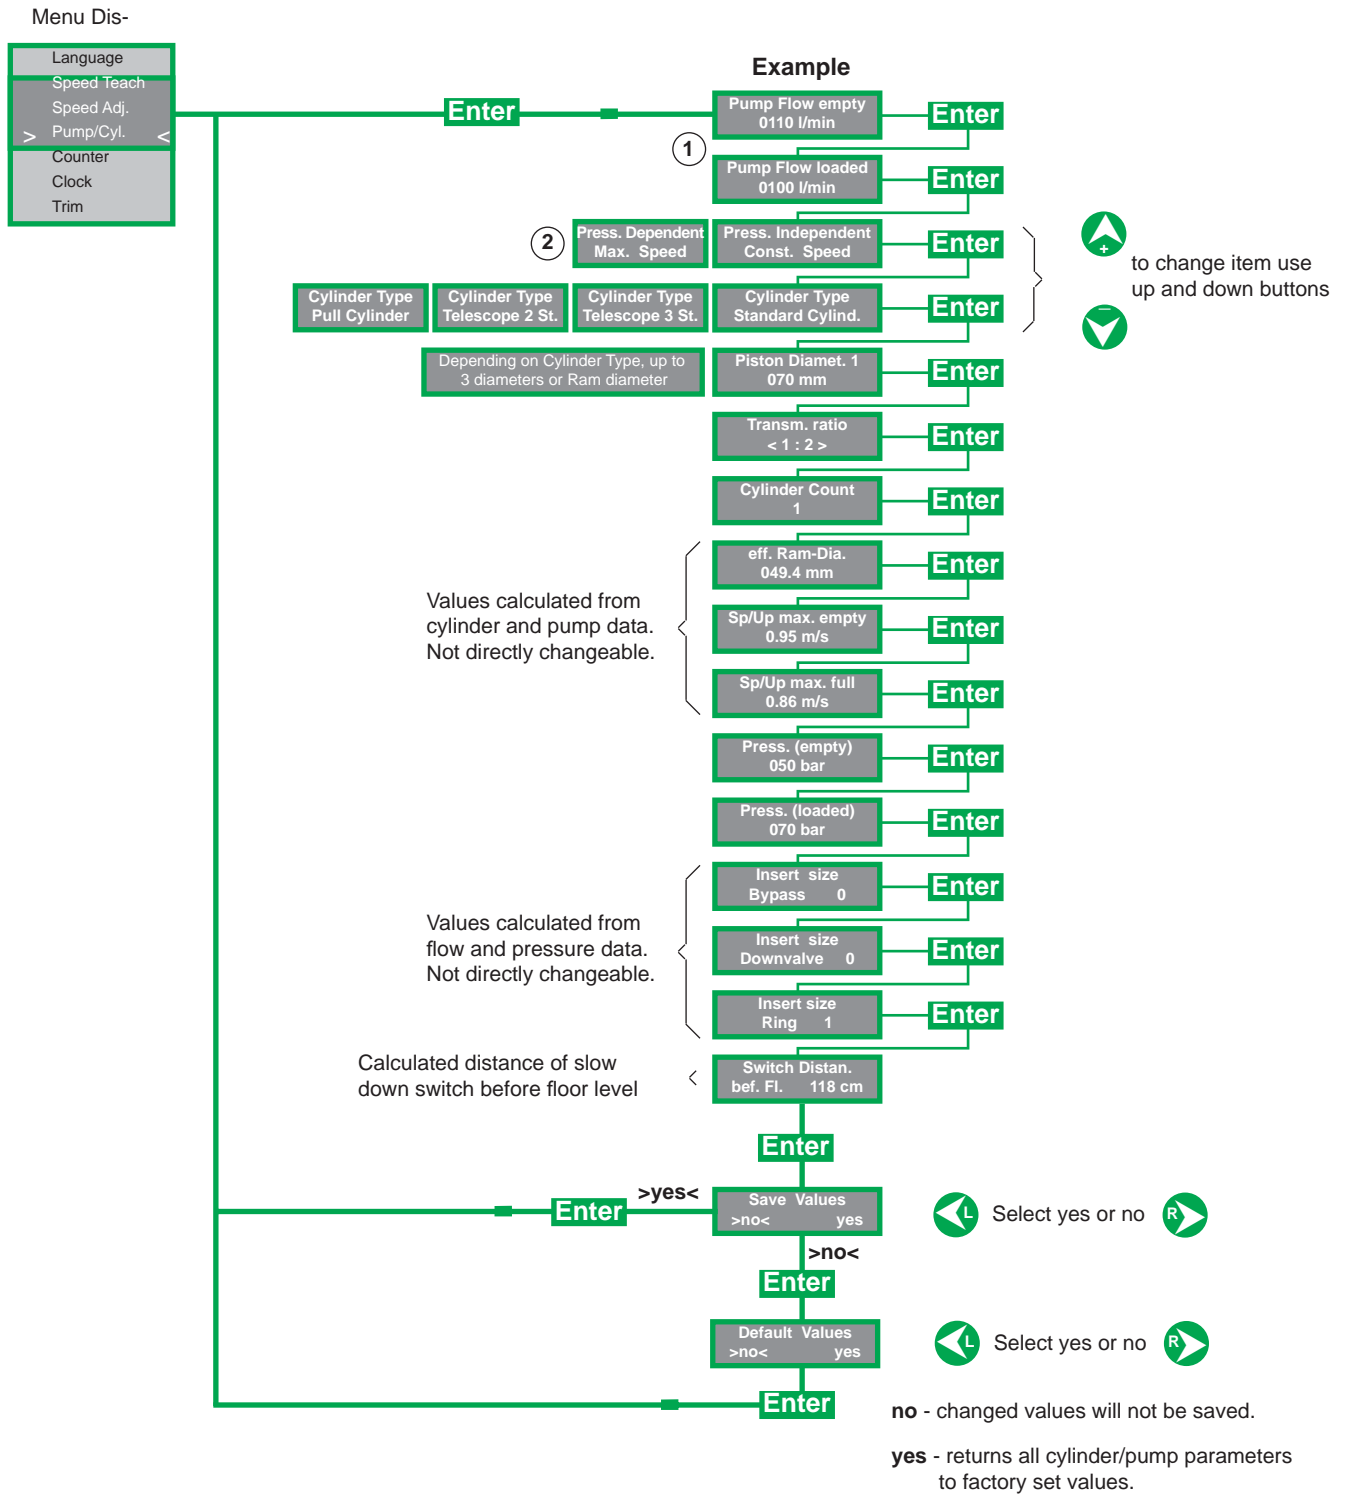 Menu Dis-
Language
Speed Teach
Speed Adj.
> Pump/Cyl. <
Counter
Clock
Trim
Example
Enter
Pump Flow empty
0110 l/min
Enter
1
Pump Flow loaded
0100 l/min
Enter
2
Press. Dependent
Max. Speed
Press. Independent
Const. Speed
Enter
+
to change item use
up and down buttons
–
Cylinder Type
Pull Cylinder
Cylinder Type
Telescope 2 St.
Cylinder Type
Telescope 3 St.
Cylinder Type
Standard Cylind.
Enter
Depending on Cylinder Type, up to
3 diameters or Ram diameter
Piston Diamet. 1
070 mm
Enter
Transm. ratio
< 1 : 2 >
Enter
Cylinder Count
1
Enter
Values calculated from
cylinder and pump data.
Not directly changeable.
eff. Ram-Dia.
049.4 mm
Enter
Sp/Up max. empty
0.95 m/s
Enter
Sp/Up max. full
0.86 m/s
Enter
Press. (empty)
050 bar
Enter
Press. (loaded)
070 bar
Enter
Values calculated from
flow and pressure data.
Not directly changeable.
Insert size
Bypass 0
Enter
Insert size
Downvalve 0
Enter
Insert size
Ring 1
Enter
Calculated distance of slow
down switch before floor level
Switch Distan.
bef. Fl. 118 cm
Enter
Enter
>yes<
Save Values
>no< yes
L
Select yes or no
R
>no<
Enter
Default Values
>no< yes
L
Select yes or no
R
Enter
no - changed values will not be saved.
yes - returns all cylinder/pump parameters
to factory set values.